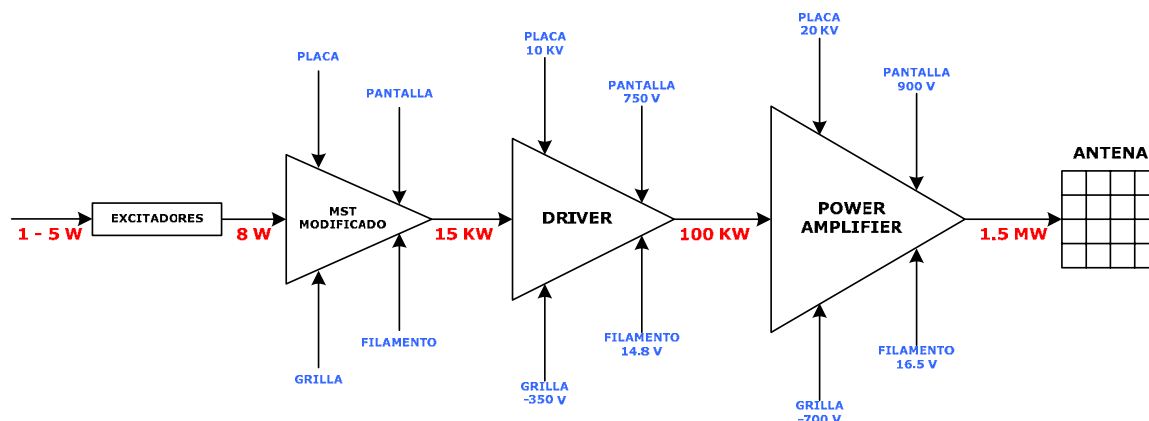 1 - 5 W
EXCITADORES
8 W
PLACA
PANTALLA
MST
MODIFICADO
GRILLA
FILAMENTO
15 KW
PLACA
10 KV
PANTALLA
750 V
DRIVER
GRILLA
-350 V
FILAMENTO
14.8 V
100 KW
PLACA
20 KV
PANTALLA
900 V
POWER
AMPLIFIER
GRILLA
-700 V
FILAMENTO
16.5 V
1.5 MW
ANTENA